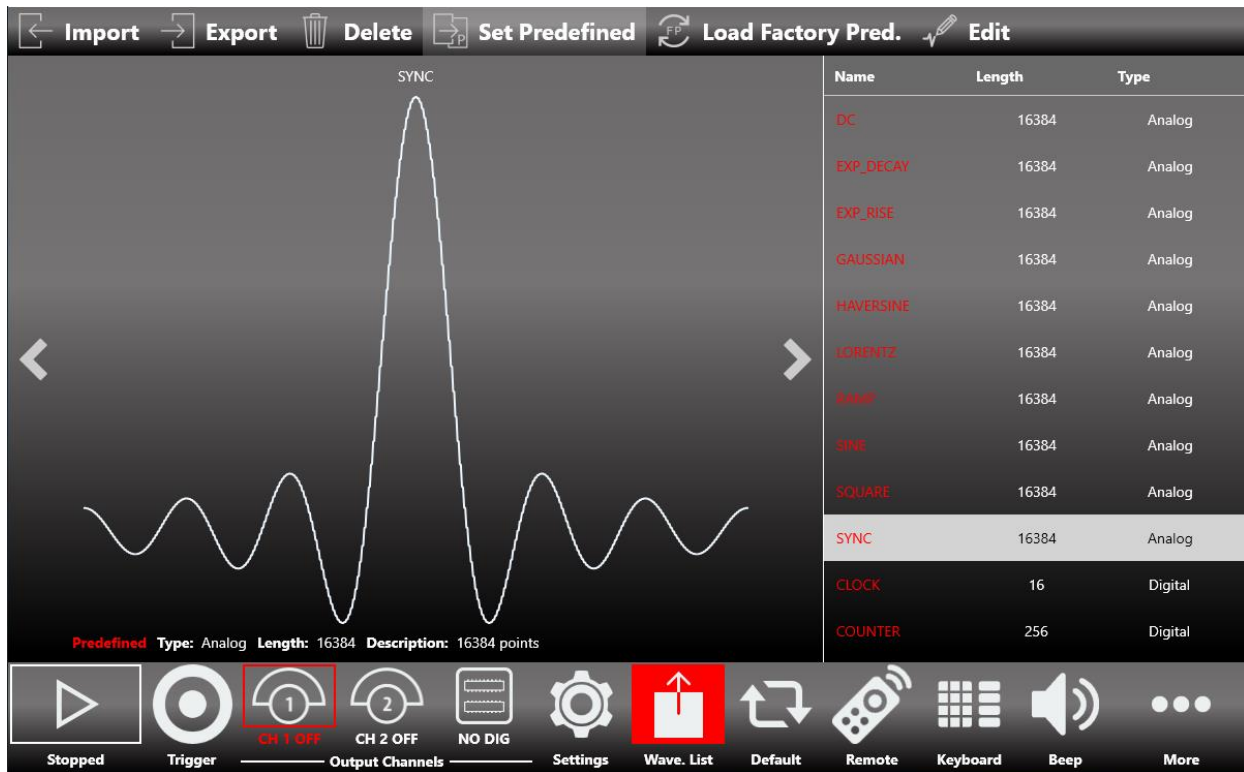 Import Export Delete P Set Predefined FP Load Factory Pred. Edit
SYNC
Name Length Type
DC 16384 Analog
EXP_DECAY 16384 Analog
EXP_RISE 16384 Analog
GAUSSIAN 16384 Analog
HAVERSINE 16384 Analog
LORENTZ 16384 Analog
RAMP 16384 Analog
SINE 16384 Analog
SQUARE 16384 Analog
SYNC 16384 Analog
CLOCK 16 Digital
COUNTER 256 Digital
Predefined Type: Analog Length: 16384 Description: 16384 points
1 2
CH 1 OFF CH 2 OFF NO DIG
Stopped Trigger Output Channels Settings Wave. List Default Remote Keyboard Beep More